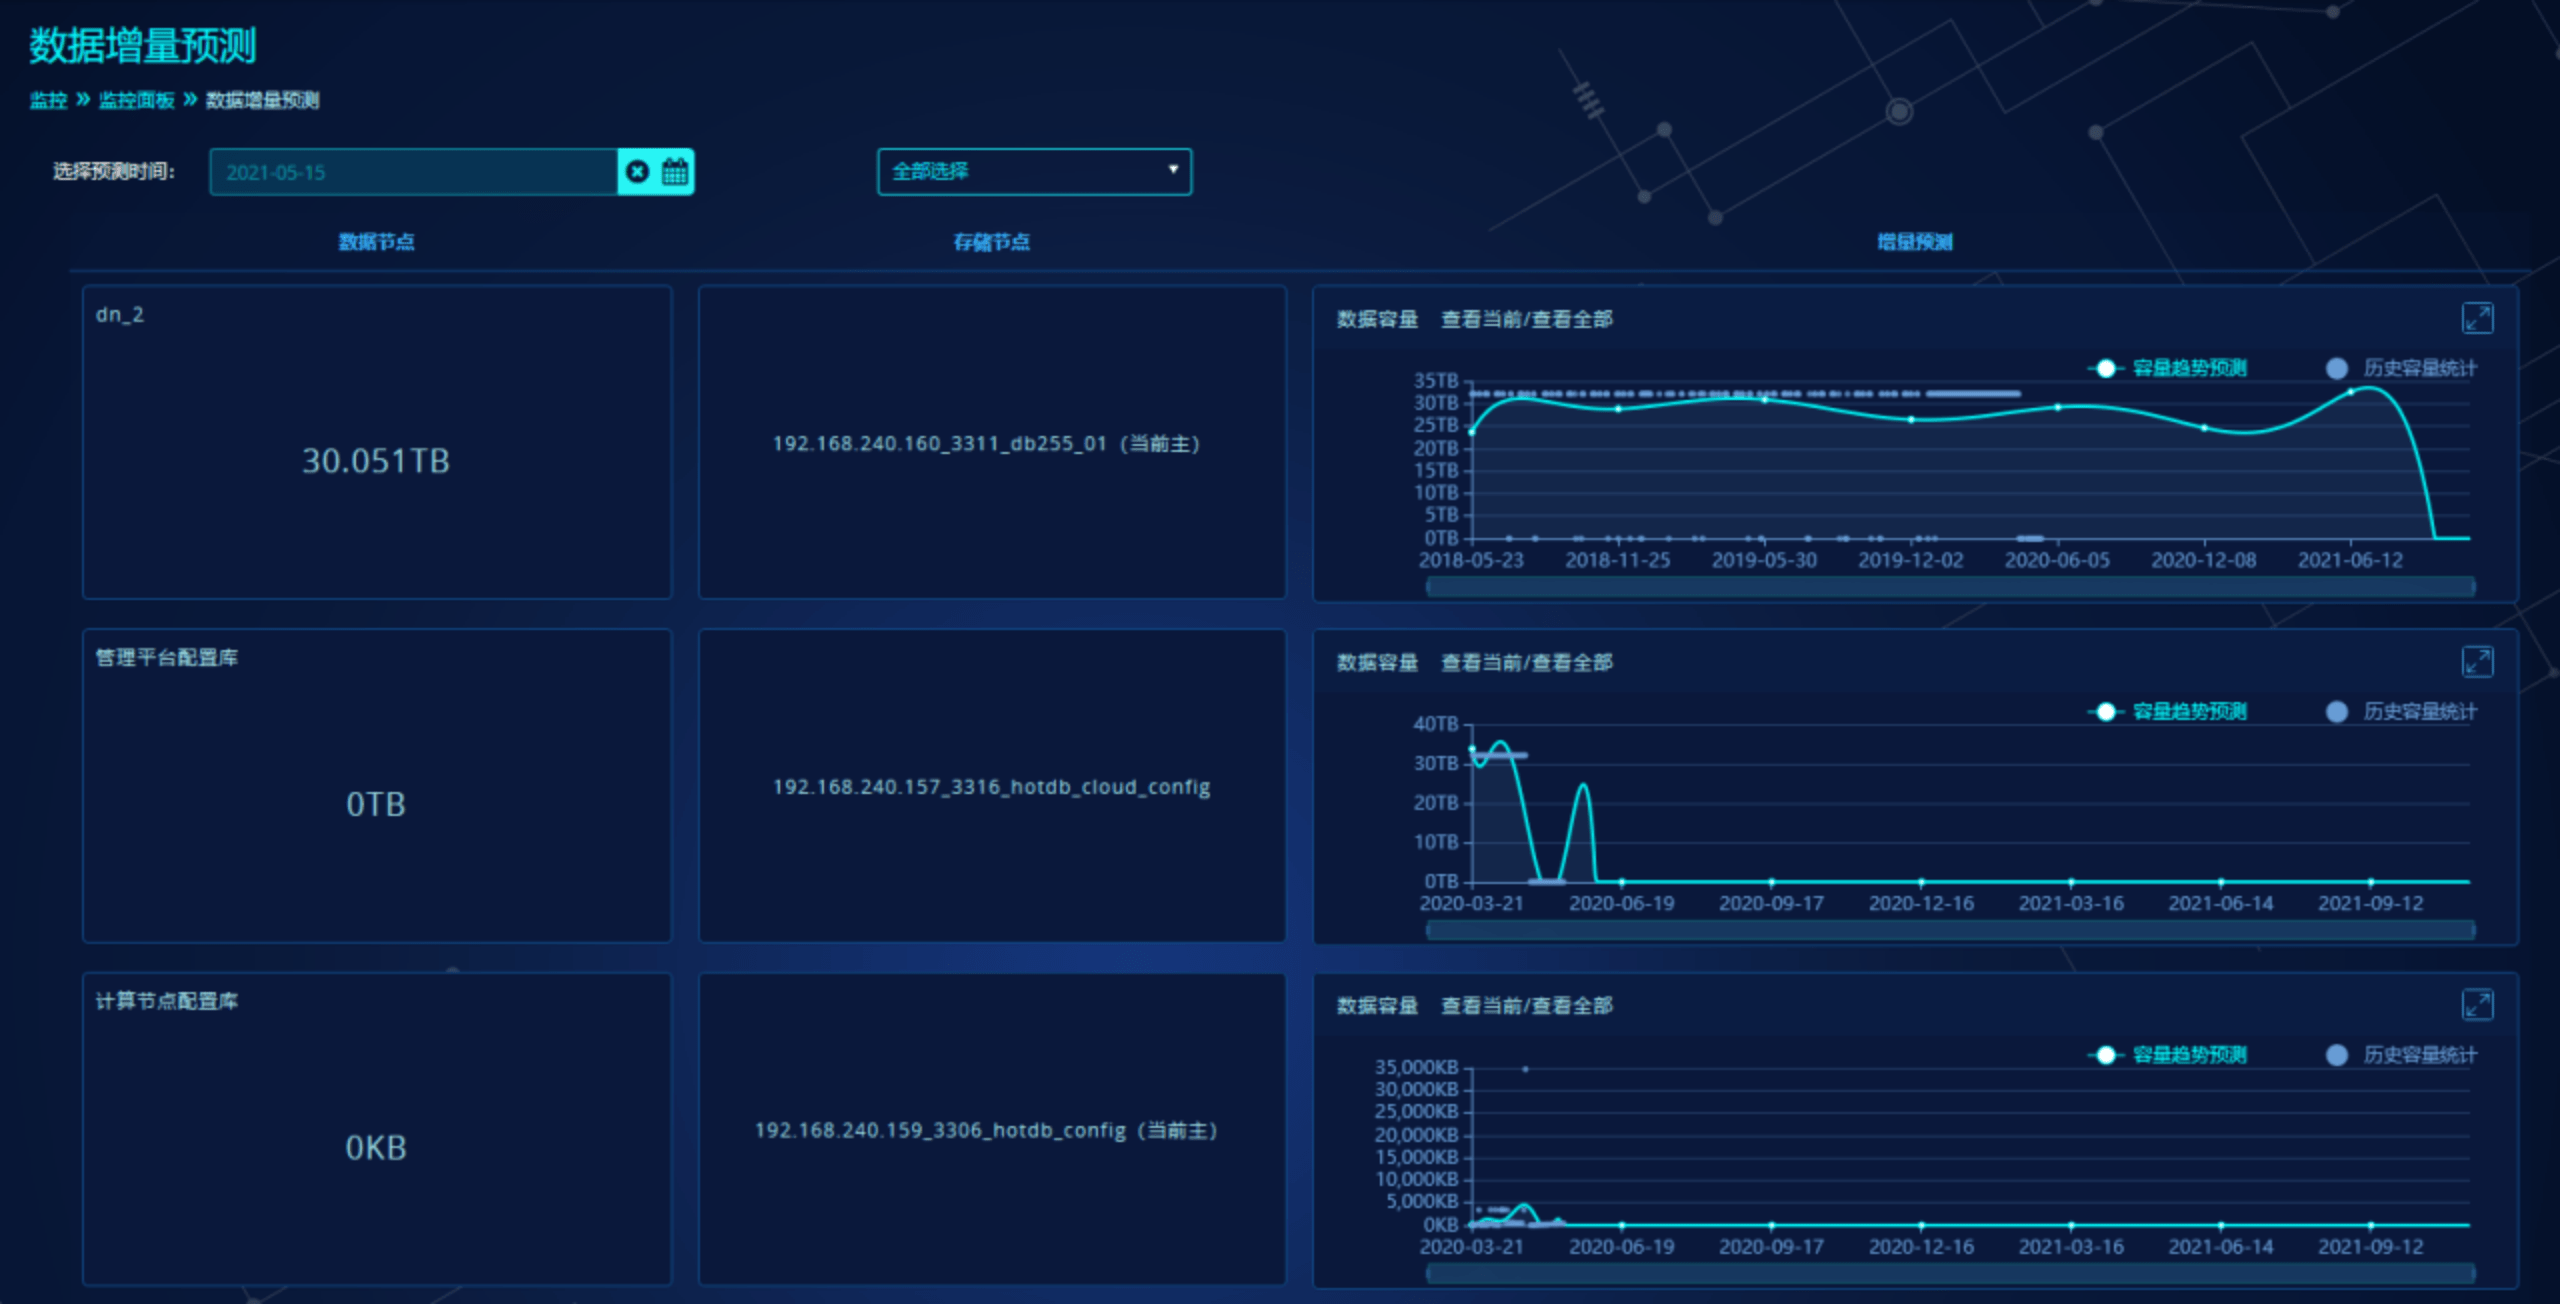 数据增量预测
监控 » 监控面板 » 数据增量预测
选择预测时间: 2021-05-15 全部选择
数据节点 存储节点 增量预测
dn_2
30.051TB
192.168.240.160_3311_db255_01 (当前主)
数据容量 查看当前/查看全部
容量趋势预测 历史容量统计
35TB
30TB
25TB
20TB
15TB
10TB
5TB
0TB
2018-05-23 2018-11-25 2019-05-30 2019-12-02 2020-06-05 2020-12-08 2021-06-12
管理平台配置库
0TB
192.168.240.157_3316_hotdb_cloud_config
数据容量 查看当前/查看全部
容量趋势预测 历史容量统计
40TB
30TB
20TB
10TB
0TB
2020-03-21 2020-06-19 2020-09-17 2020-12-16 2021-03-16 2021-06-14 2021-09-12
计算节点配置库
0KB
192.168.240.159_3306_hotdb_config (当前主)
数据容量 查看当前/查看全部
容量趋势预测 历史容量统计
35,000KB
30,000KB
25,000KB
20,000KB
15,000KB
10,000KB
5,000KB
0KB
2020-03-21 2020-06-19 2020-09-17 2020-12-16 2021-03-16 2021-06-14 2021-09-12